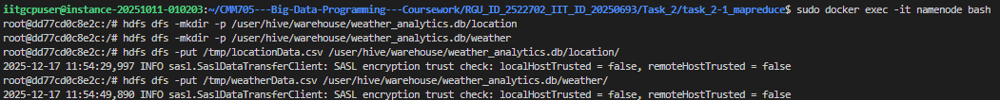 iitgcpuser@instance-20251011-010203:~/CMM705---Big-Data-Programming---Coursework/RGU_ID_2522702_IIT_ID_20250693/Task_2/task_2-1_mapreduce$ sudo docker exec -it namenode bash
root@dd77cd0c8e2c:/# hdfs dfs -mkdir -p /user/hive/warehouse/weather_analytics.db/location
root@dd77cd0c8e2c:/# hdfs dfs -mkdir -p /user/hive/warehouse/weather_analytics.db/weather
root@dd77cd0c8e2c:/# hdfs dfs -put /tmp/locationData.csv /user/hive/warehouse/weather_analytics.db/location/
2025-12-17 11:54:29,997 INFO sasl.SaslDataTransferClient: SASL encryption trust check: localHostTrusted = false, remoteHostTrusted = false
root@dd77cd0c8e2c:/# hdfs dfs -put /tmp/weatherData.csv /user/hive/warehouse/weather_analytics.db/weather/
2025-12-17 11:54:49,890 INFO sasl.SaslDataTransferClient: SASL encryption trust check: localHostTrusted = false, remoteHostTrusted = false